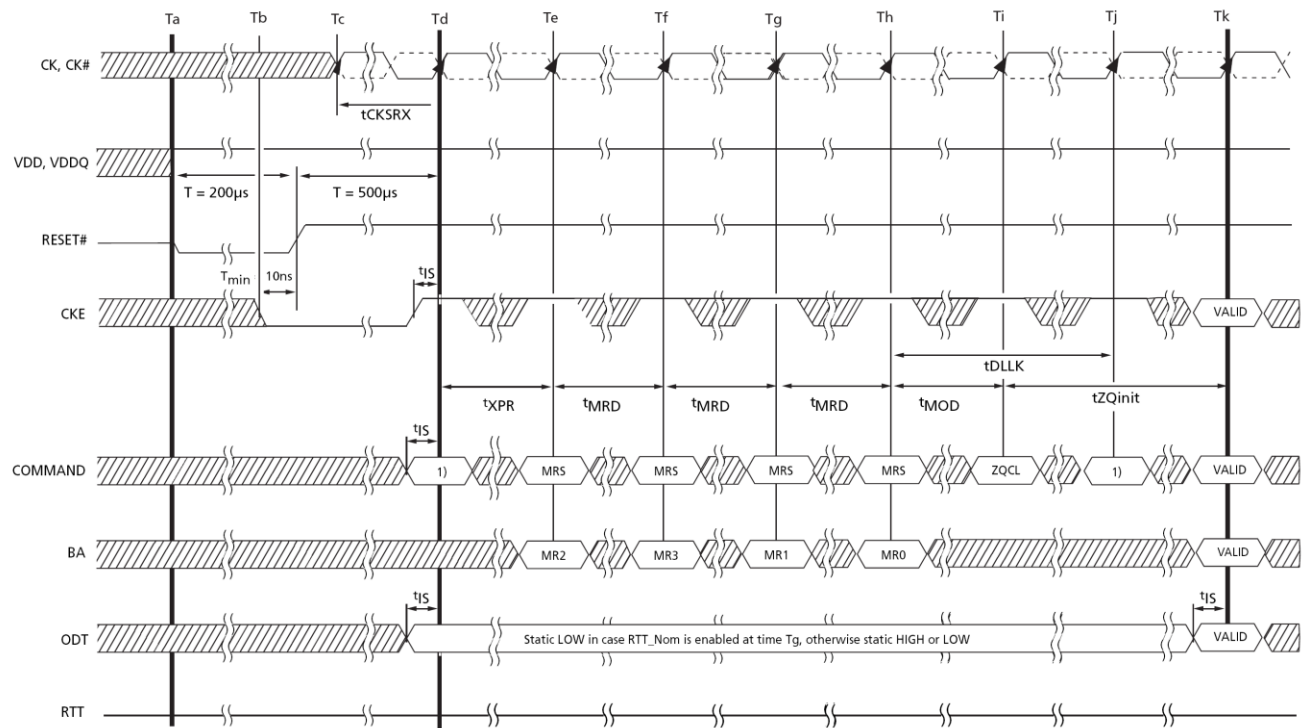 Ta Tb Tc Td Te Tf Tg Th Ti Tj Tk
CK, CK#
tCKSRX
VDD, VDDQ
T = 200µs T = 500µs
RESET#
Tmin 10ns tIS
CKE VALID
tDLLK
tXPR tMRD tMRD tMRD tMOD tZQinit
tIS
COMMAND 1) MRS MRS MRS MRS ZQCL 1) VALID
BA MR2 MR3 MR1 MR0 VALID
tIS tIS
ODT Static LOW in case RTT_Nom is enabled at time Tg, otherwise static HIGH or LOW VALID
RTT